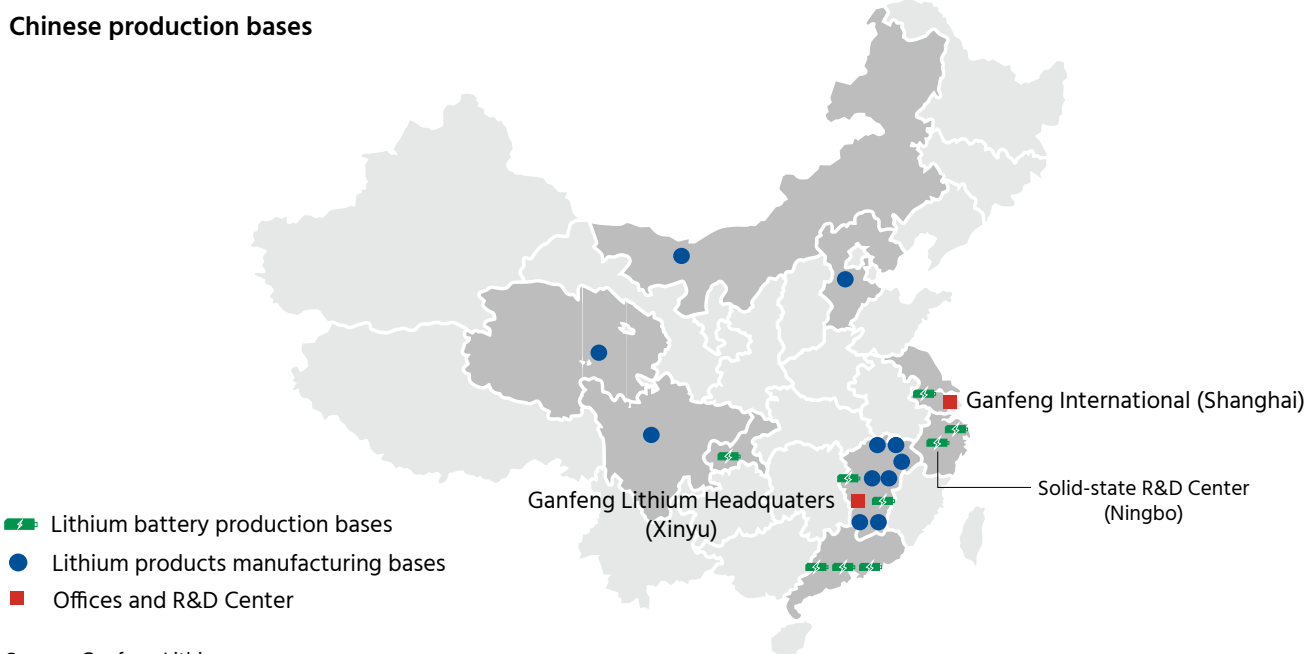 Chinese production bases
Ganfeng International (Shanghai)
Ganfeng Lithium Headquaters
(Xinyu)
Solid-state R&D Center
(Ningbo)
Lithium battery production bases
Lithium products manufacturing bases
Offices and R&D Center